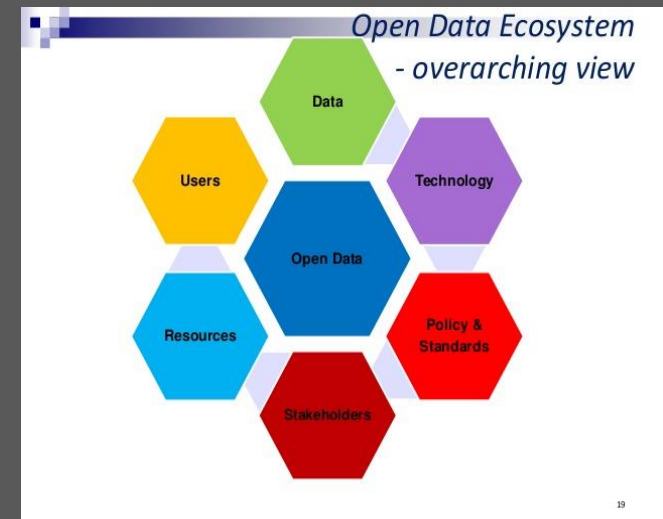 Open Data Ecosystem
- overarching view
Data
Users
Technology
Open Data
Resources
Policy &
Standards
Stakeholders
19